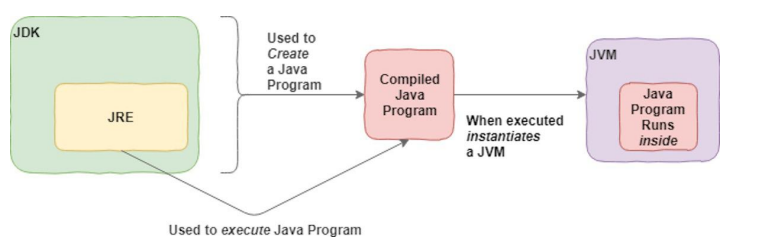 JDK
JRE
Used to
Create
a Java
Program
Compiled
Java
Program
When executed
instantiates
a JVM
JVM
Java
Program
Runs
inside
Used to execute Java Program